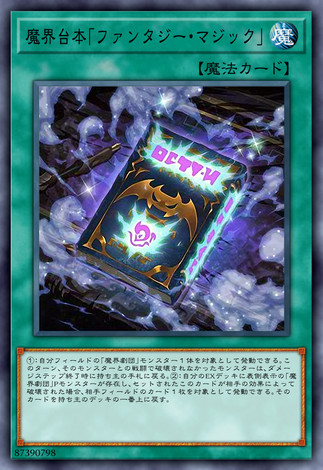 魔界台本「ファンタジー・マジック」
魔
【魔法カード】
①:自分フィールドの「魔界劇団」モンスター1体を対象として発動できる。こ
のターン、そのモンスターとの戦闘で破壊されなかったモンスターは、ダメー
ジステップ終了時に持ち主の手札に戻る。②:自分のEXデッキに表側表示の「魔
界劇団」Pモンスターが存在し、セットされたこのカードが相手の効果によって
破壊された場合、相手フィールドのカード1枚を対象として発動できる。その
カードを持ち主のデッキの一番上に戻す。
87390798